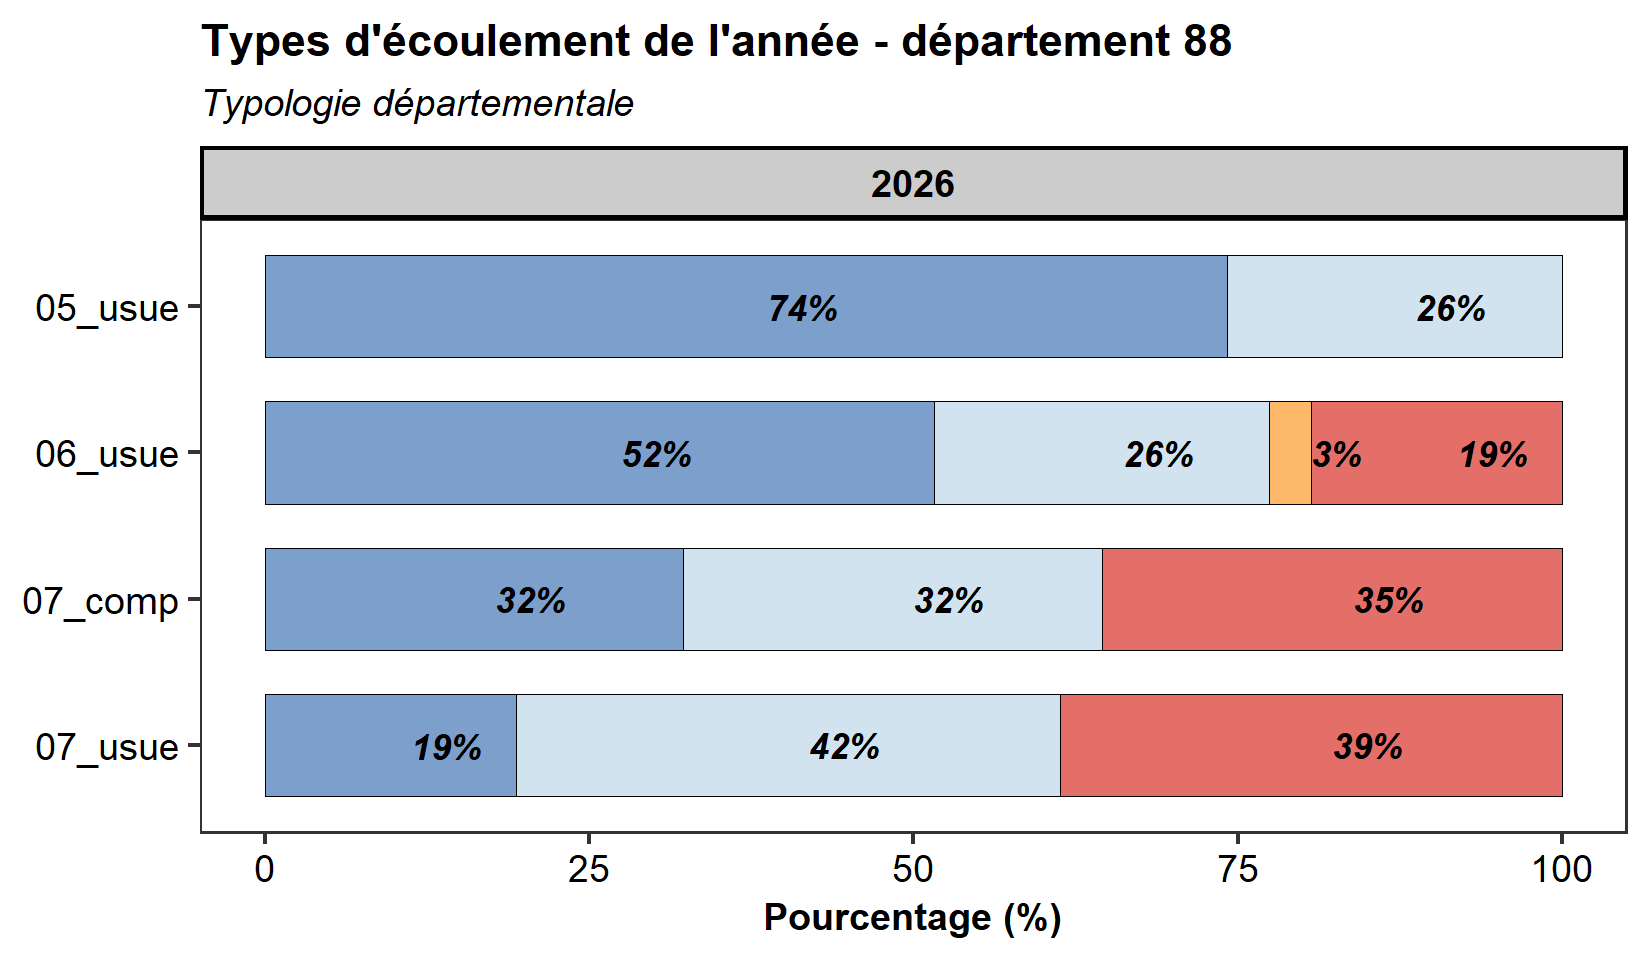 Types d'écoulement de l'année - département 88
Typologie départementale
2026
05_usue 74% 26%
06_usue 52% 26% 3% 19%
07_comp 32% 32% 35%
07_usue 19% 42% 39%
0 25 50 75 100
Pourcentage (%)